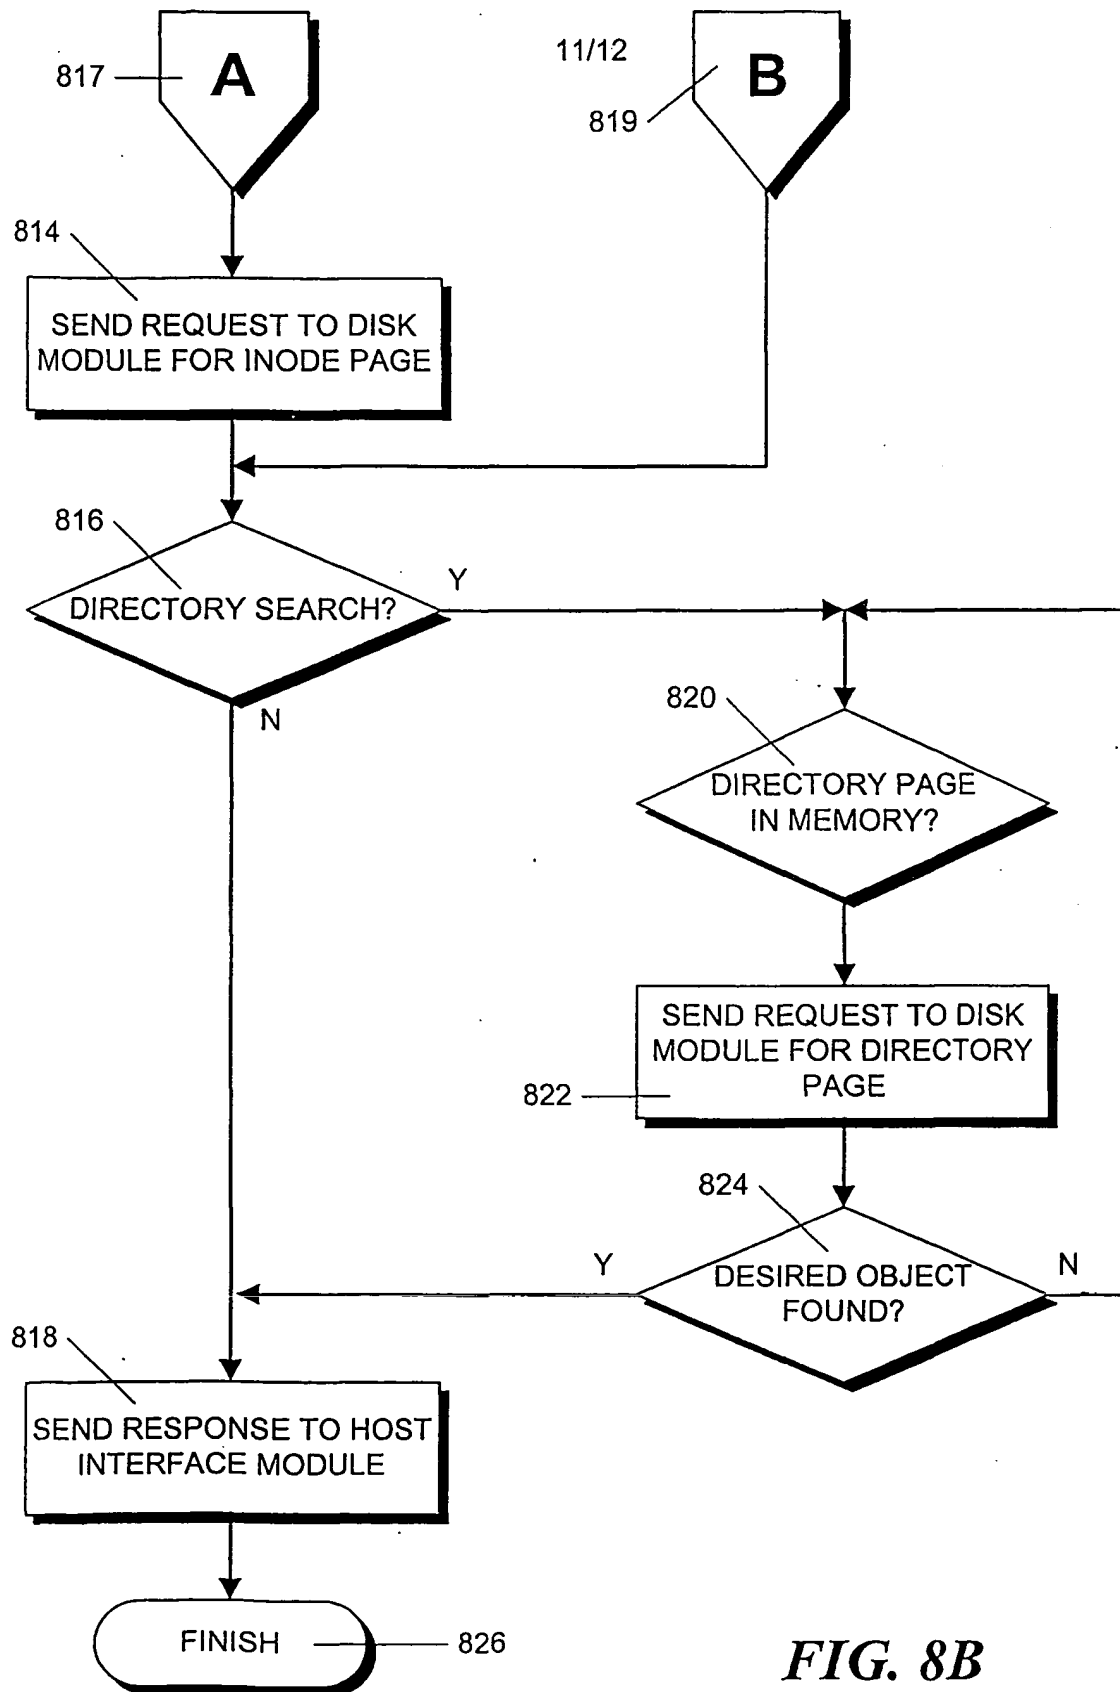 A
817
11/12
B
819
814
SEND REQUEST TO DISK
MODULE FOR INODE PAGE
816
DIRECTORY SEARCH?
Y
N
820
DIRECTORY PAGE
IN MEMORY?
SEND REQUEST TO DISK
MODULE FOR DIRECTORY
PAGE
822
824
Y
DESIRED OBJECT
FOUND?
N
818
SEND RESPONSE TO HOST
INTERFACE MODULE
FINISH
826
FIG. 8B